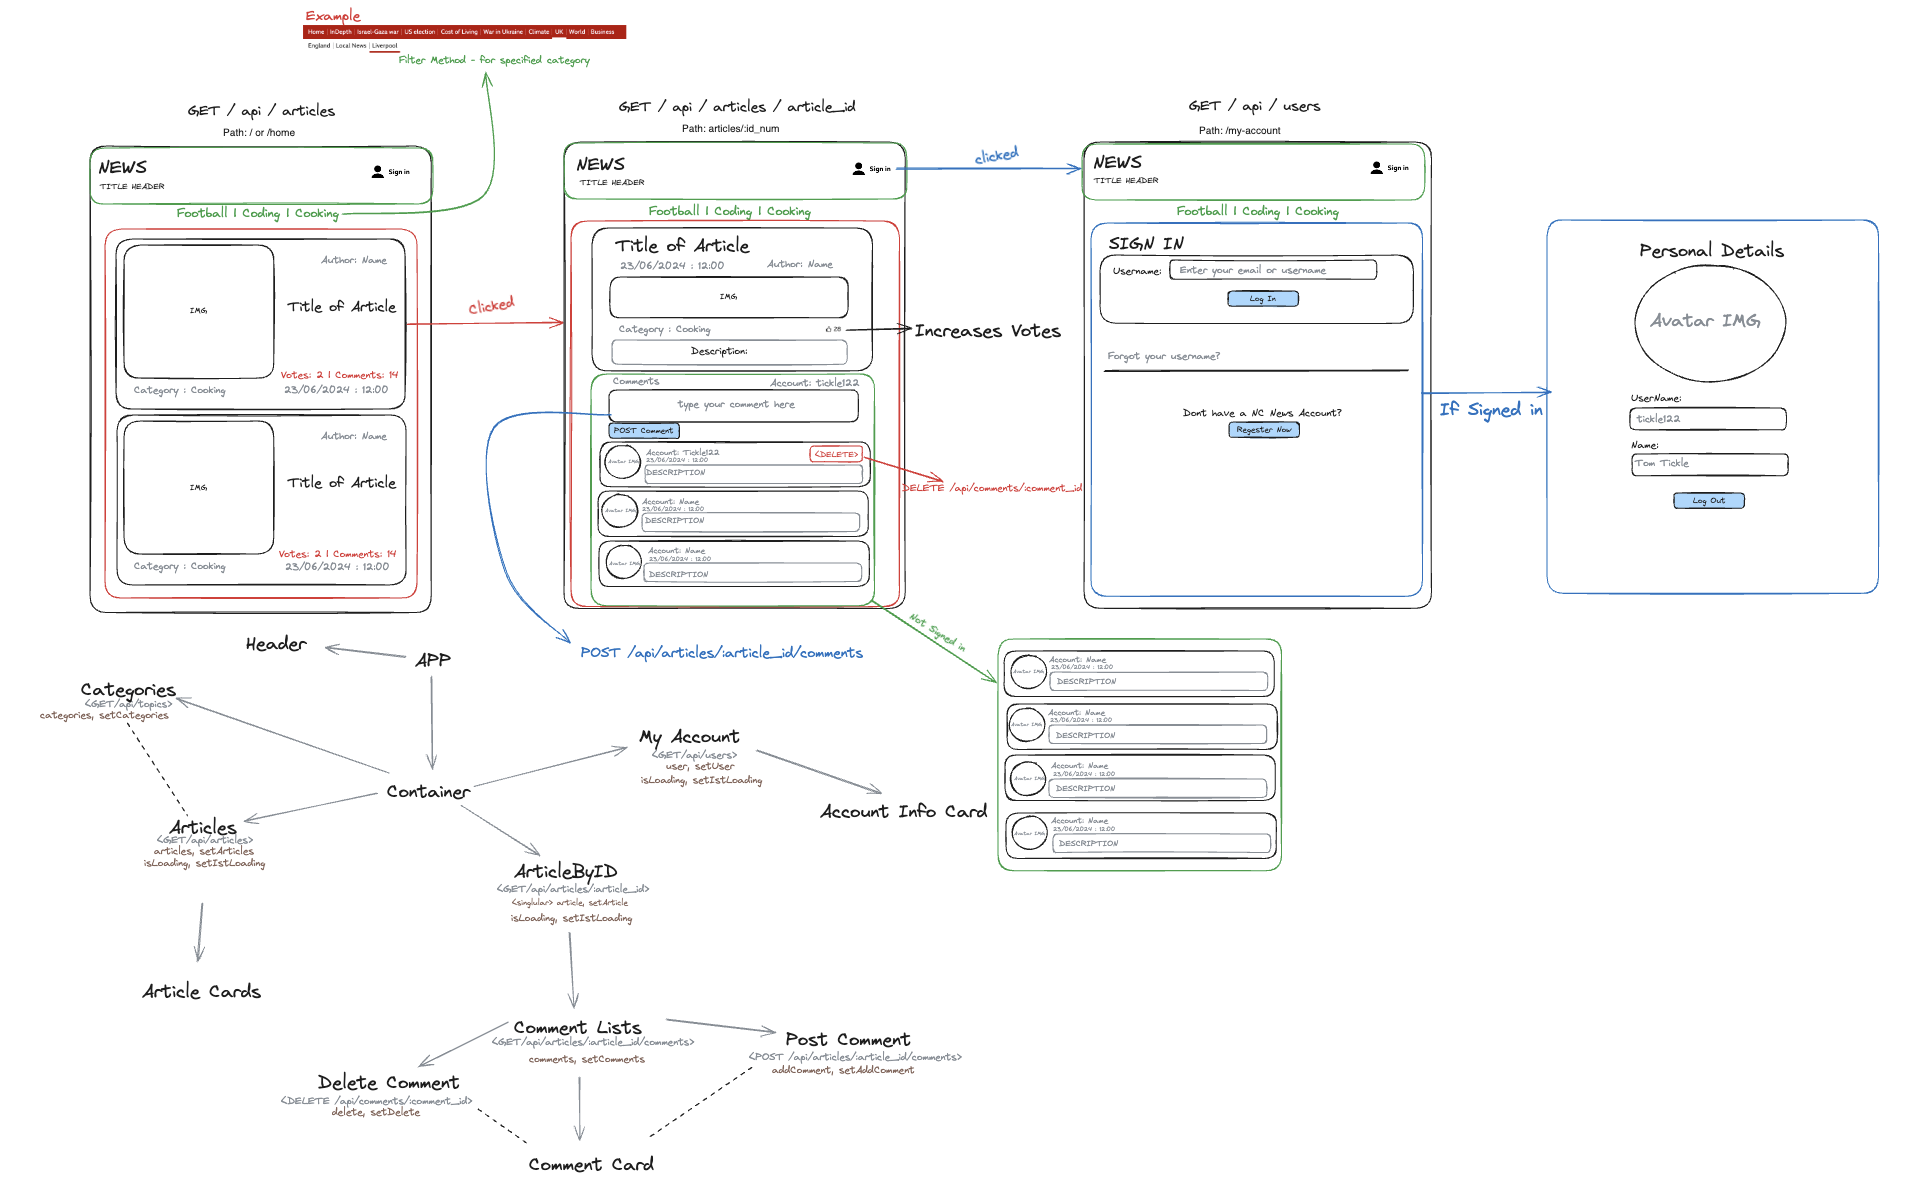 Example
Home | InDepth | Israel-Gaza war | US election | Cost of Living | War in Ukraine | Climate | UK | World | Business
England | Local News | Liverpool
Filter Method - for specified category
GET / api / articles
Path: / or /home
NEWS
TITLE HEADER
Sign in
Football | Coding | Cooking
IMG
Author: Name
Title of Article
Votes: 2 | Comments: 14
Category : Cooking
23/06/2024 : 12:00
IMG
Author: Name
Title of Article
Votes: 2 | Comments: 14
Category : Cooking
23/06/2024 : 12:00
Clicked
GET / api / articles / article_id
Path: articles/:id_num
NEWS
TITLE HEADER
Sign in
Football | Coding | Cooking
Title of Article
23/06/2024 : 12:00
Author: Name
IMG
Category : Cooking
28
Increases Votes
Description:
Comments
Account: tickle122
type your comment here
POST Comment
Avatar IMG
Account: Tickle122
23/06/2024 : 12:00
<DELETE>
DESCRIPTION
DELETE /api/comments/:comment_id
Avatar IMG
Account: Name
23/06/2024 : 12:00
DESCRIPTION
Avatar IMG
Account: Name
23/06/2024 : 12:00
DESCRIPTION
POST /api/articles/:article_id/comments
Not Signed in
Avatar IMG
Account: Name
23/06/2024 : 12:00
DESCRIPTION
Avatar IMG
Account: Name
23/06/2024 : 12:00
DESCRIPTION
Avatar IMG
Account: Name
23/06/2024 : 12:00
DESCRIPTION
Avatar IMG
Account: Name
23/06/2024 : 12:00
DESCRIPTION
clicked
GET / api / users
Path: /my-account
NEWS
TITLE HEADER
Sign in
Football | Coding | Cooking
SIGN IN
Username:
Enter your email or username
Log In
Forgot your username?
Dont have a NC News Account?
Regester Now
If Signed in
Personal Details
Avatar IMG
UserName:
tickle122
Name:
Tom Tickle
Log Out
Header
APP
Categories
<GET/api/topics>
categories, setCategories
Container
My Account
<GET/api/users>
user, setUser
isLoading, setIstLoading
Account Info Card
Articles
<GET/api/articles>
articles, setArticles
isLoading, setIstLoading
Article Cards
ArticleByID
<GET/api/articles/:article_id>
<singlular> article, setArticle
isLoading, setIstLoading
Comment Lists
<GET/api/articles/:article_id/comments>
comments, setComments
Post Comment
<POST /api/articles/:article_id/comments>
addComment, setAddComment
Delete Comment
<DELETE /api/comments/:comment_id>
delete, setDelete
Comment Card